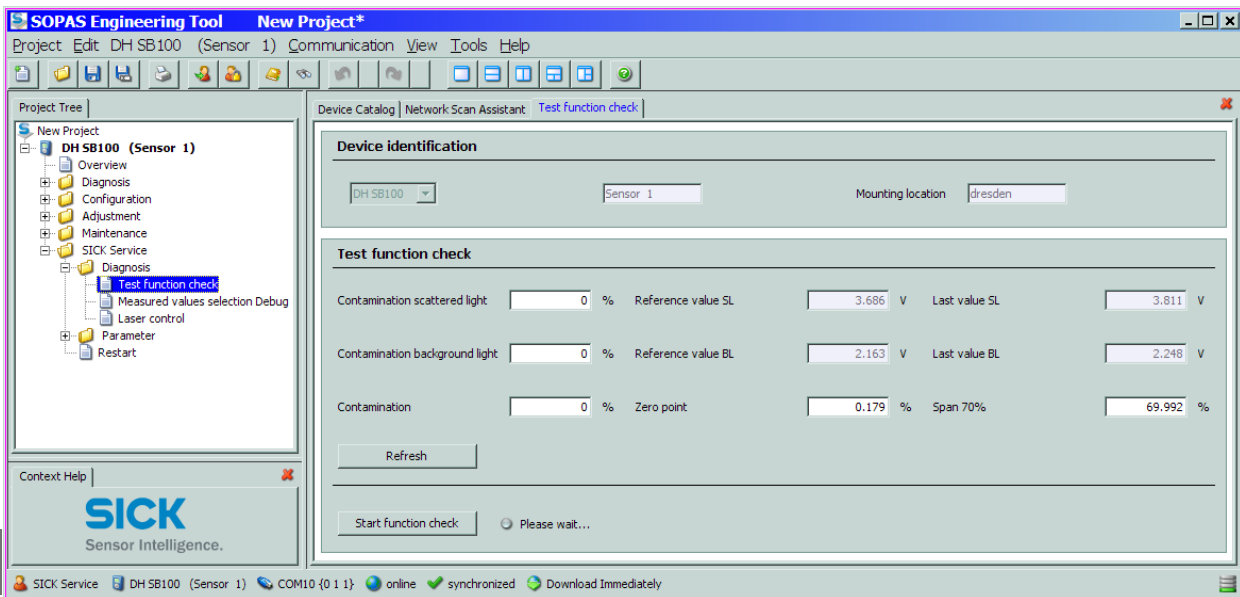 SOPAS Engineering Tool New Project*
Project Edit DH SB100 (Sensor 1) Communication View Tools Help
Project Tree
New Project
DH SB100 (Sensor 1)
Overview
Diagnosis
Configuration
Adjustment
Maintenance
SICK Service
Diagnosis
Test function check
Measured values selection Debug
Laser control
Parameter
Restart
Context Help
SICK
Sensor Intelligence.
Device Catalog Network Scan Assistant Test function check
Device identification
DH SB100 Sensor 1 Mounting location dresden
Test function check
Contamination scattered light 0 % Reference value SL 3.686 V Last value SL 3.811 V
Contamination background light 0 % Reference value BL 2.163 V Last value BL 2.248 V
Contamination 0 % Zero point 0.179 % Span 70% 69.992 %
Refresh
Start function check Please wait...
SICK Service DH SB100 (Sensor 1) COM10 {0 1 1} online synchronized Download Immediately